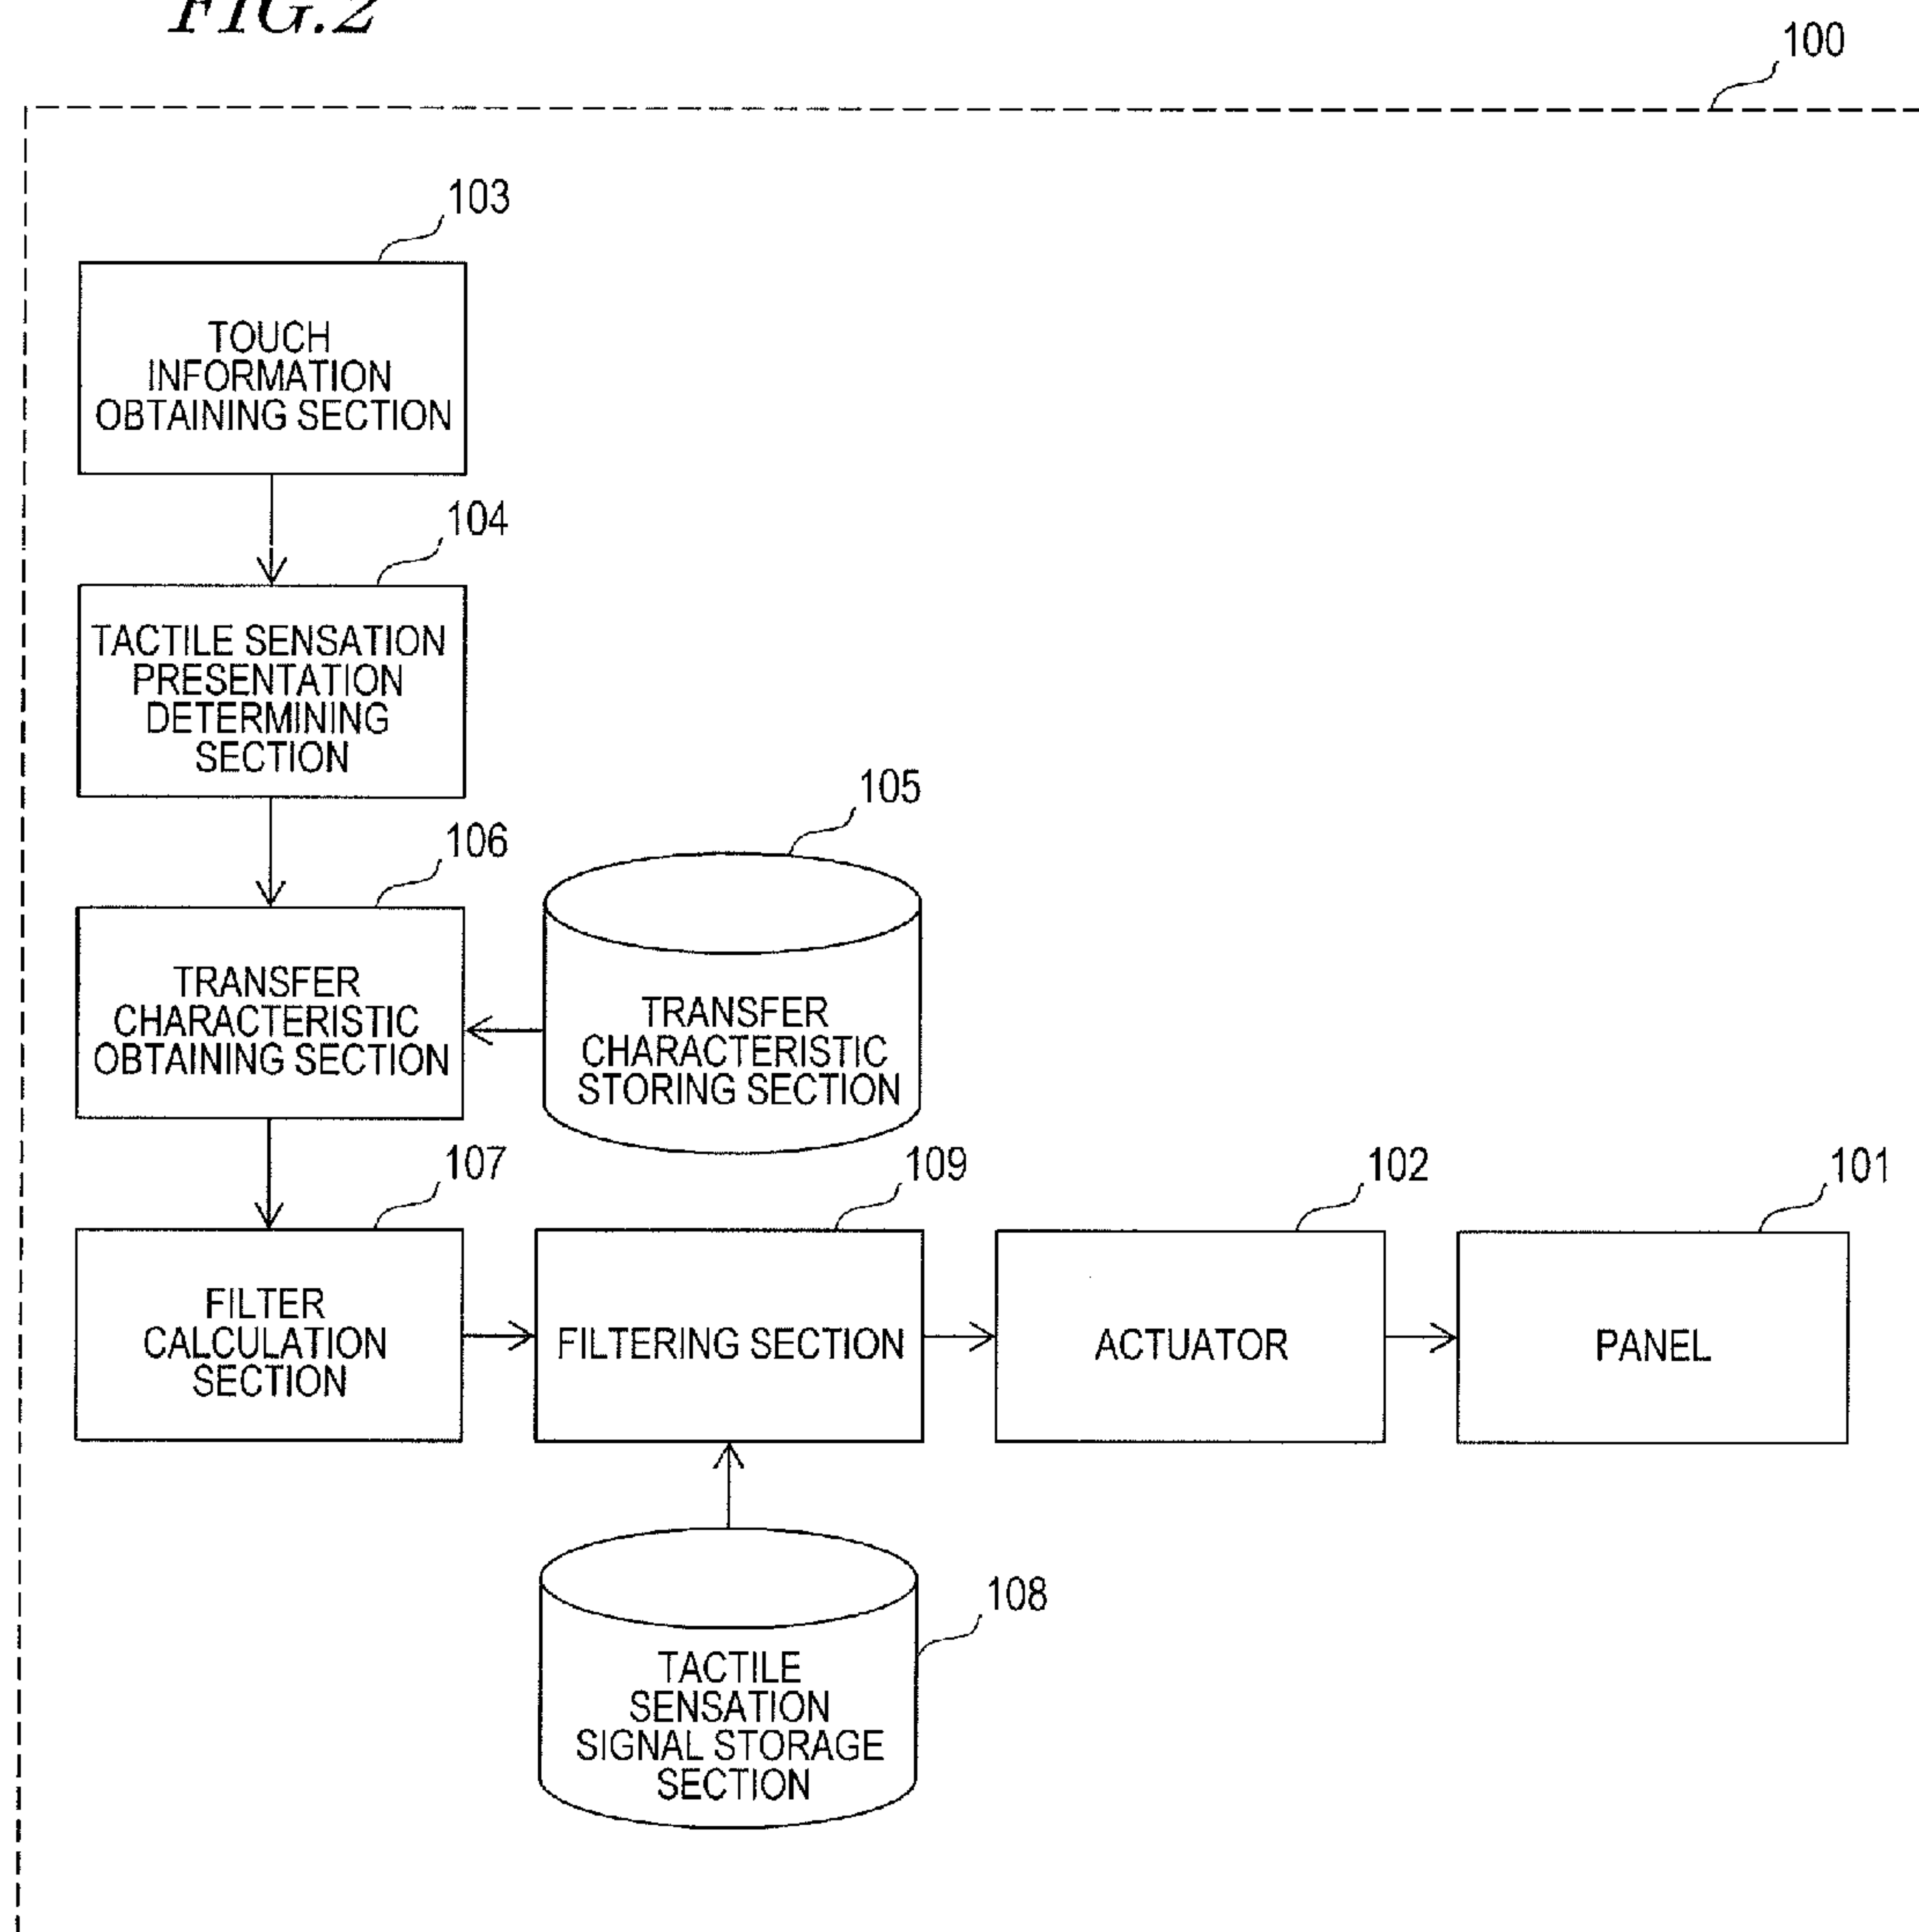 FIG.2
100
103
TOUCH
INFORMATION
OBTAINING SECTION
104
TACTILE SENSATION
PRESENTATION
DETERMINING
SECTION
105
106
TRANSFER
CHARACTERISTIC
OBTAINING SECTION
TRANSFER
CHARACTERISTIC
STORING SECTION
107
109
102
101
FILTER
CALCULATION
SECTION
FILTERING SECTION
ACTUATOR
PANEL
108
TACTILE
SENSATION
SIGNAL STORAGE
SECTION